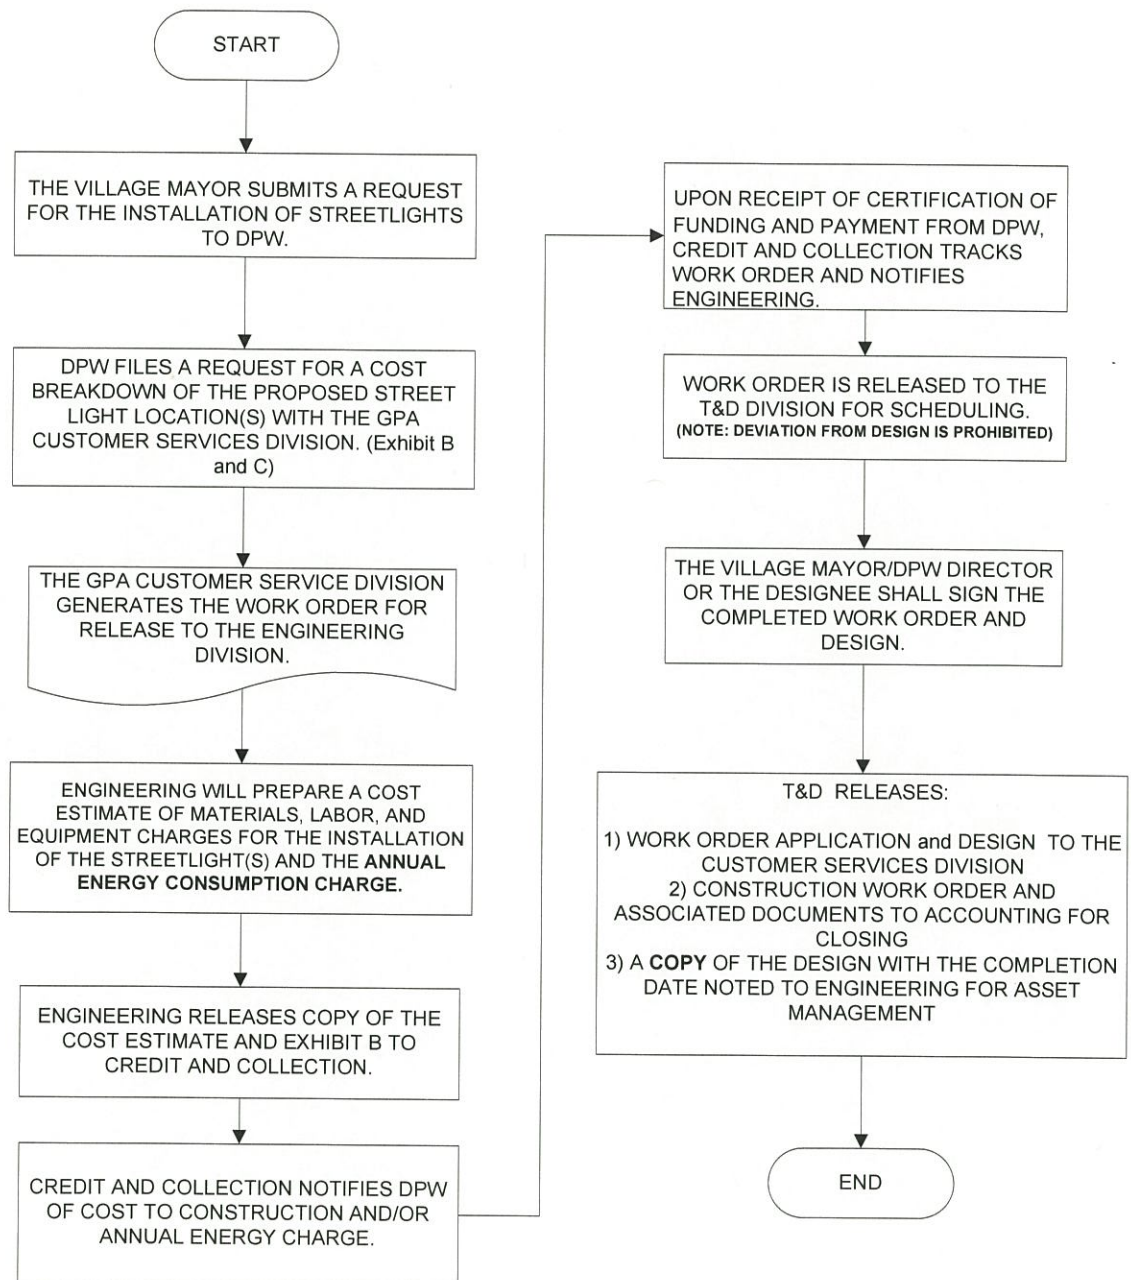 START
THE VILLAGE MAYOR SUBMITS A REQUEST
FOR THE INSTALLATION OF STREETLIGHTS
TO DPW.
DPW FILES A REQUEST FOR A COST
BREAKDOWN OF THE PROPOSED STREET
LIGHT LOCATION(S) WITH THE GPA
CUSTOMER SERVICES DIVISION. (Exhibit B
and C)
THE GPA CUSTOMER SERVICE DIVISION
GENERATES THE WORK ORDER FOR
RELEASE TO THE ENGINEERING
DIVISION.
ENGINEERING WILL PREPARE A COST
ESTIMATE OF MATERIALS, LABOR, AND
EQUIPMENT CHARGES FOR THE INSTALLATION
OF THE STREETLIGHT(S) AND THE ANNUAL
ENERGY CONSUMPTION CHARGE.
ENGINEERING RELEASES COPY OF THE
COST ESTIMATE AND EXHIBIT B TO
CREDIT AND COLLECTION.
CREDIT AND COLLECTION NOTIFIES DPW
OF COST TO CONSTRUCTION AND/OR
ANNUAL ENERGY CHARGE.
UPON RECEIPT OF CERTIFICATION OF
FUNDING AND PAYMENT FROM DPW,
CREDIT AND COLLECTION TRACKS
WORK ORDER AND NOTIFIES
ENGINEERING.
WORK ORDER IS RELEASED TO THE
T&D DIVISION FOR SCHEDULING.
(NOTE: DEVIATION FROM DESIGN IS PROHIBITED)
THE VILLAGE MAYOR/DPW DIRECTOR
OR THE DESIGNEE SHALL SIGN THE
COMPLETED WORK ORDER AND
DESIGN.
T&D RELEASES:
1) WORK ORDER APPLICATION and DESIGN TO THE
CUSTOMER SERVICES DIVISION
2) CONSTRUCTION WORK ORDER AND
ASSOCIATED DOCUMENTS TO ACCOUNTING FOR
CLOSING
3) A COPY OF THE DESIGN WITH THE COMPLETION
DATE NOTED TO ENGINEERING FOR ASSET
MANAGEMENT
END